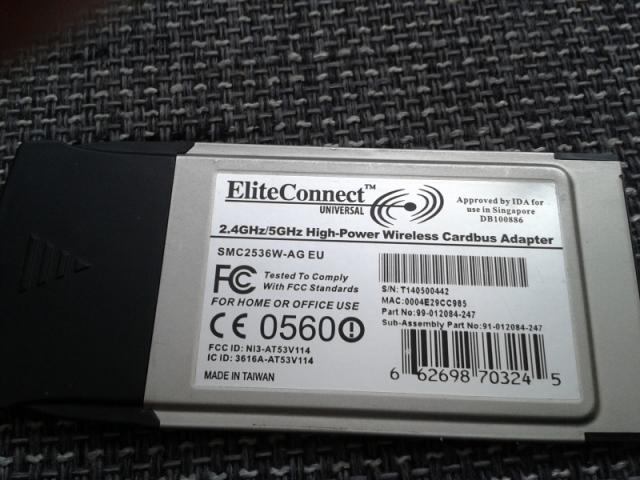 EliteConnect™
UNIVERSAL
Approved by IDA for
use in Singapore
DB100886
2.4GHz/5GHz High-Power Wireless Cardbus Adapter
SMC2536W-AG EU
FC Tested To Comply
With FCC Standards
FOR HOME OR OFFICE USE
CE 0560
FCC ID: NI3-AT53V114
IC ID: 3616A-AT53V114
MADE IN TAIWAN
S/N: T140500442
MAC:0004E29CC985
Part No:99-012084-247
Sub-Assembly Part No:91-012084-247
6 62698 70324 5